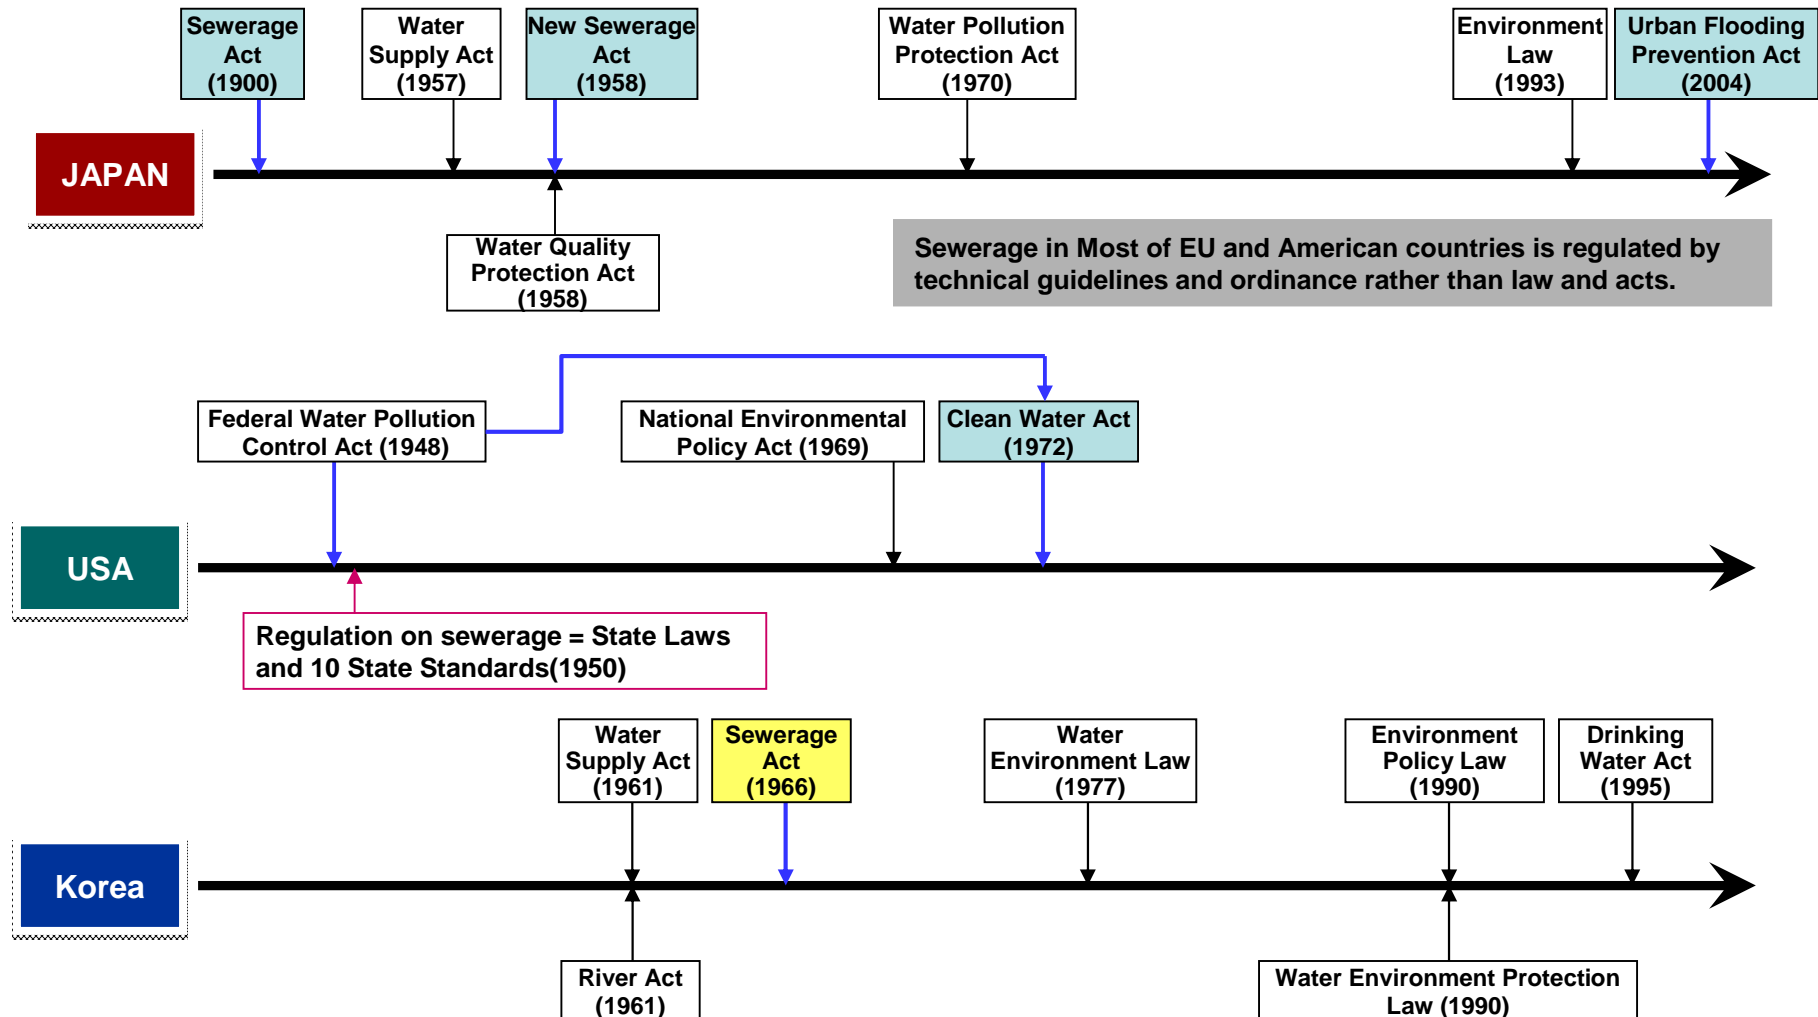 Sewerage
Act
(1900)
Water
Supply Act
(1957)
New Sewerage
Act
(1958)
Water Pollution
Protection Act
(1970)
Environment
Law
(1993)
Urban Flooding
Prevention Act
(2004)
JAPAN
Water Quality
Protection Act
(1958)
Sewerage in Most of EU and American countries is regulated by
technical guidelines and ordinance rather than law and acts.
Federal Water Pollution
Control Act (1948)
National Environmental
Policy Act (1969)
Clean Water Act
(1972)
USA
Regulation on sewerage = State Laws
and 10 State Standards(1950)
Water
Supply Act
(1961)
Sewerage
Act
(1966)
Water
Environment Law
(1977)
Environment
Policy Law
(1990)
Drinking
Water Act
(1995)
Korea
River Act
(1961)
Water Environment Protection
Law (1990)